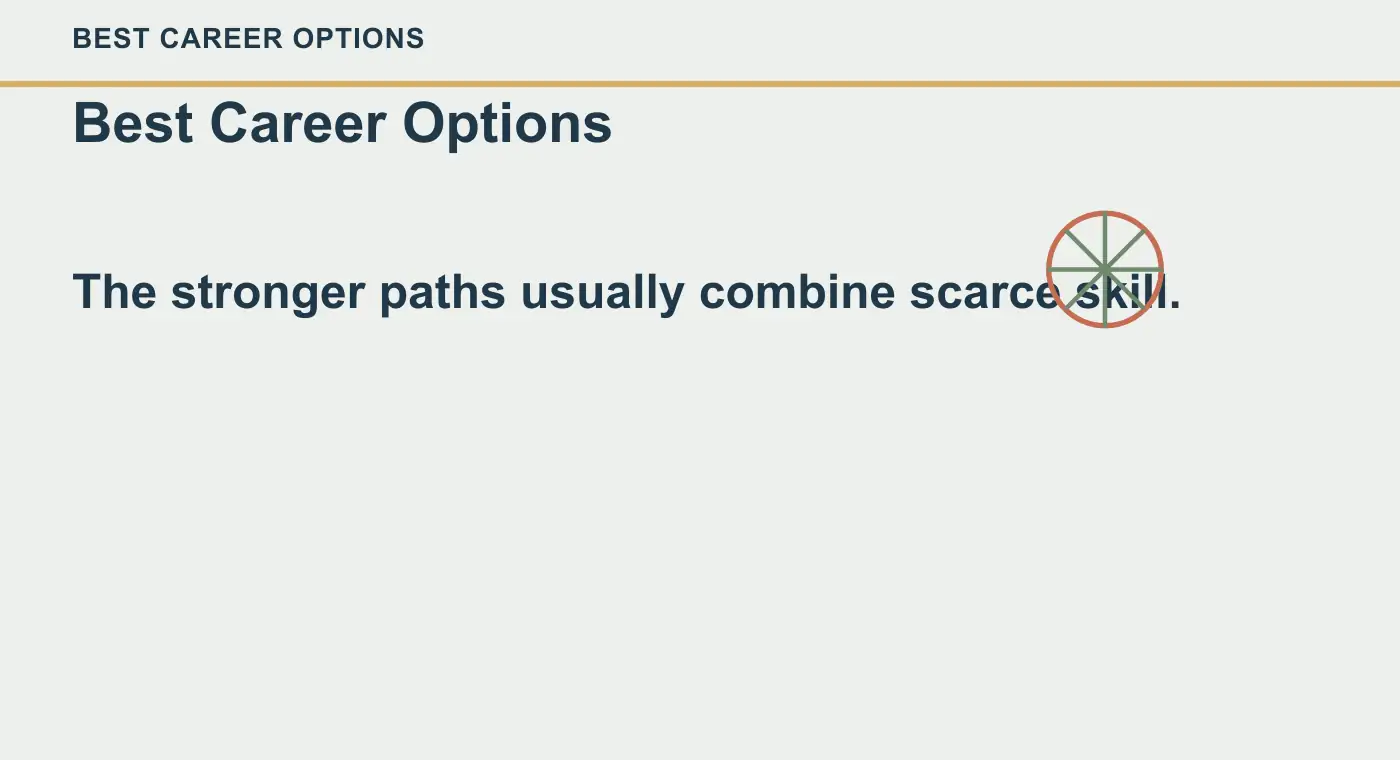 BEST CAREER OPTIONS
Best Career Options
The stronger paths usually combine scarce skill.